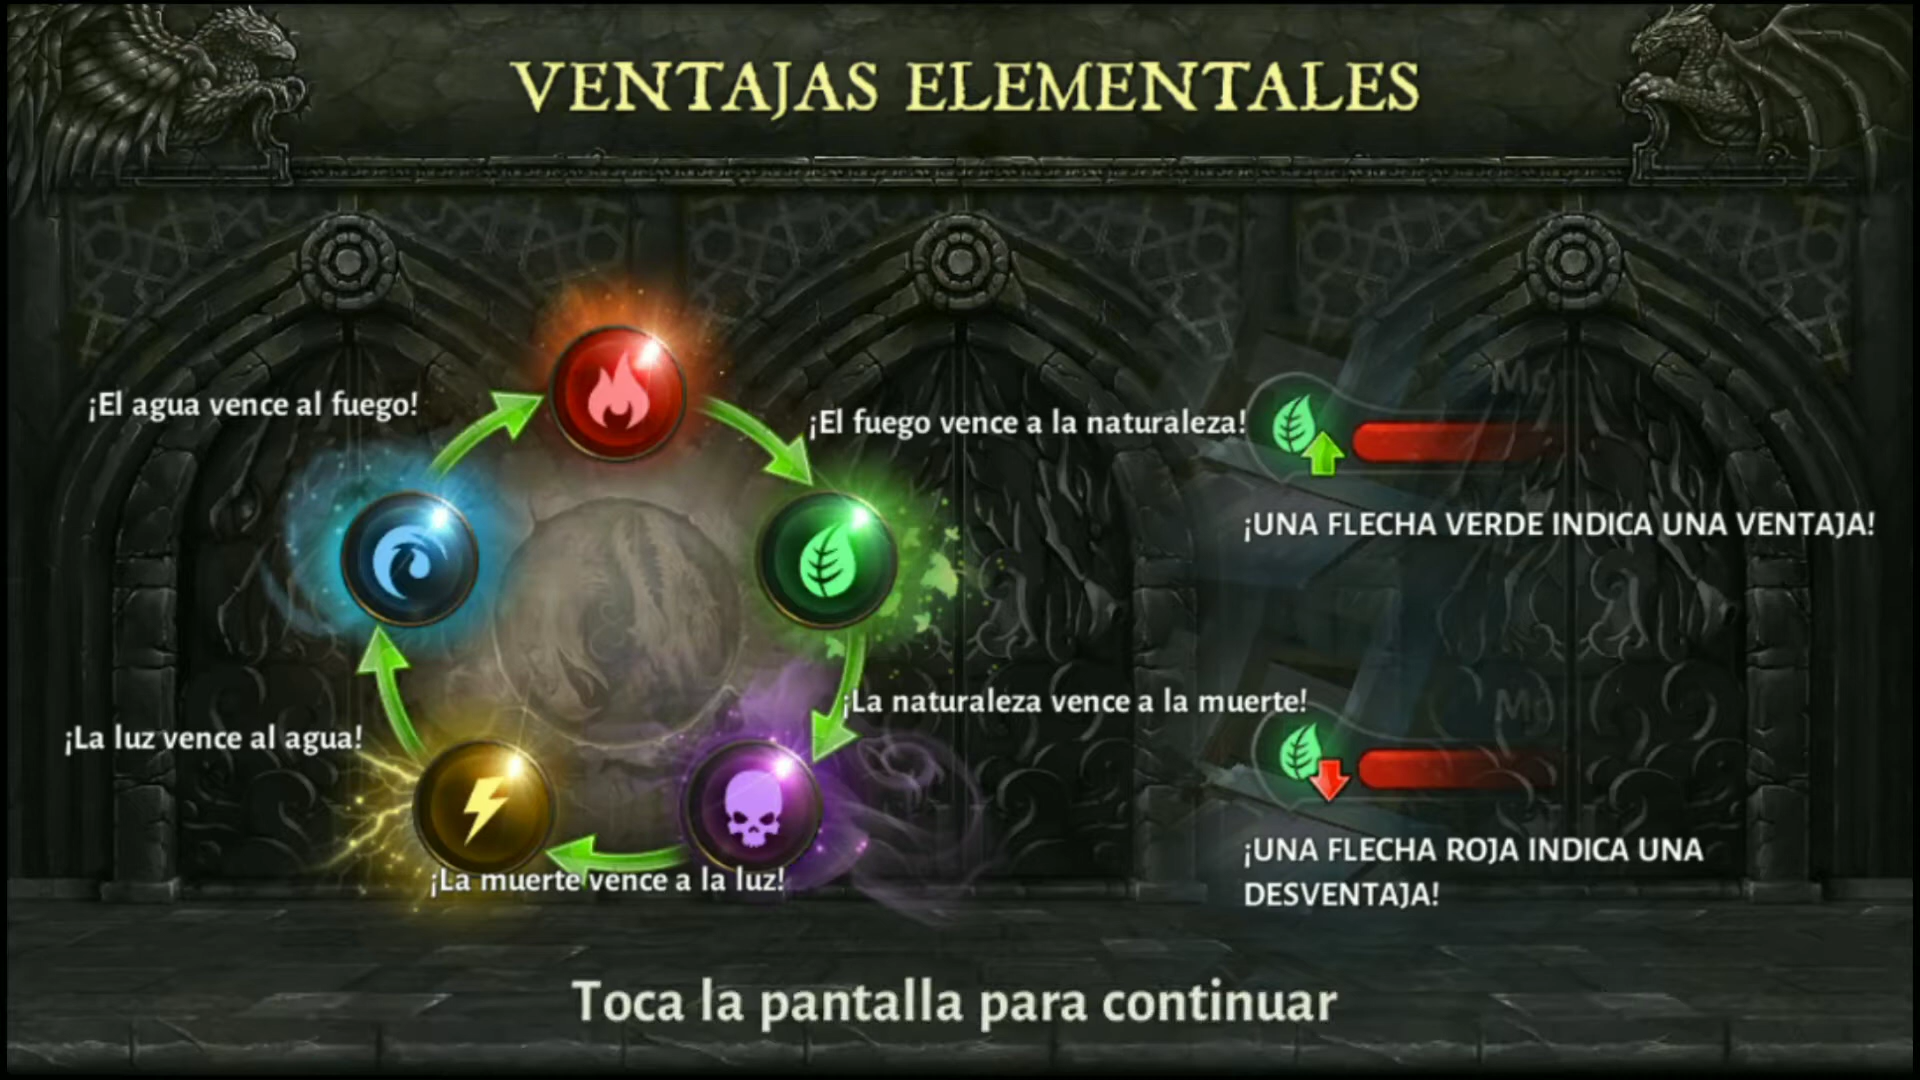 VENTAJAS ELEMENTALES
¡El agua vence al fuego!
¡El fuego vence a la naturaleza!
¡UNA FLECHA VERDE INDICA UNA VENTAJA!
¡La naturaleza vence a la muerte!
¡La luz vence al agua!
¡La muerte vence a la luz!
¡UNA FLECHA ROJA INDICA UNA
DESVENTAJA!
Toca la pantalla para continuar